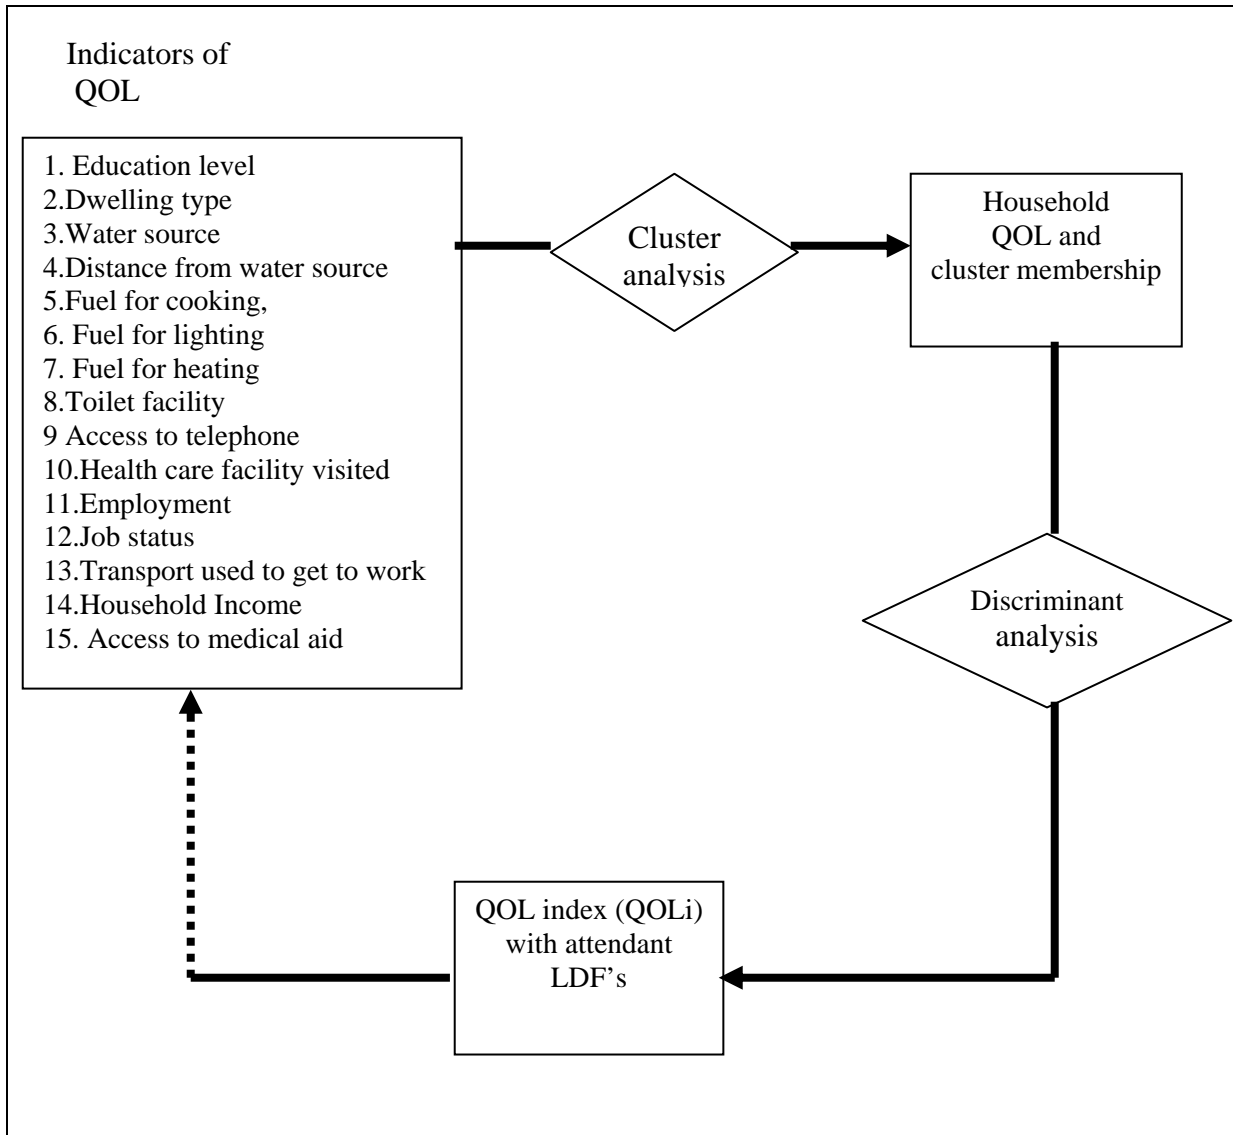 Indicators of
QOL
1. Education level
2.Dwelling type
3.Water source
4.Distance from water source
5.Fuel for cooking,
6. Fuel for lighting
7. Fuel for heating
8.Toilet facility
9 Access to telephone
10.Health care facility visited
11.Employment
12.Job status
13.Transport used to get to work
14.Household Income
15. Access to medical aid
Cluster
analysis
Household
QOL and
cluster membership
Discriminant
analysis
QOL index (QOLi)
with attendant
LDF’s